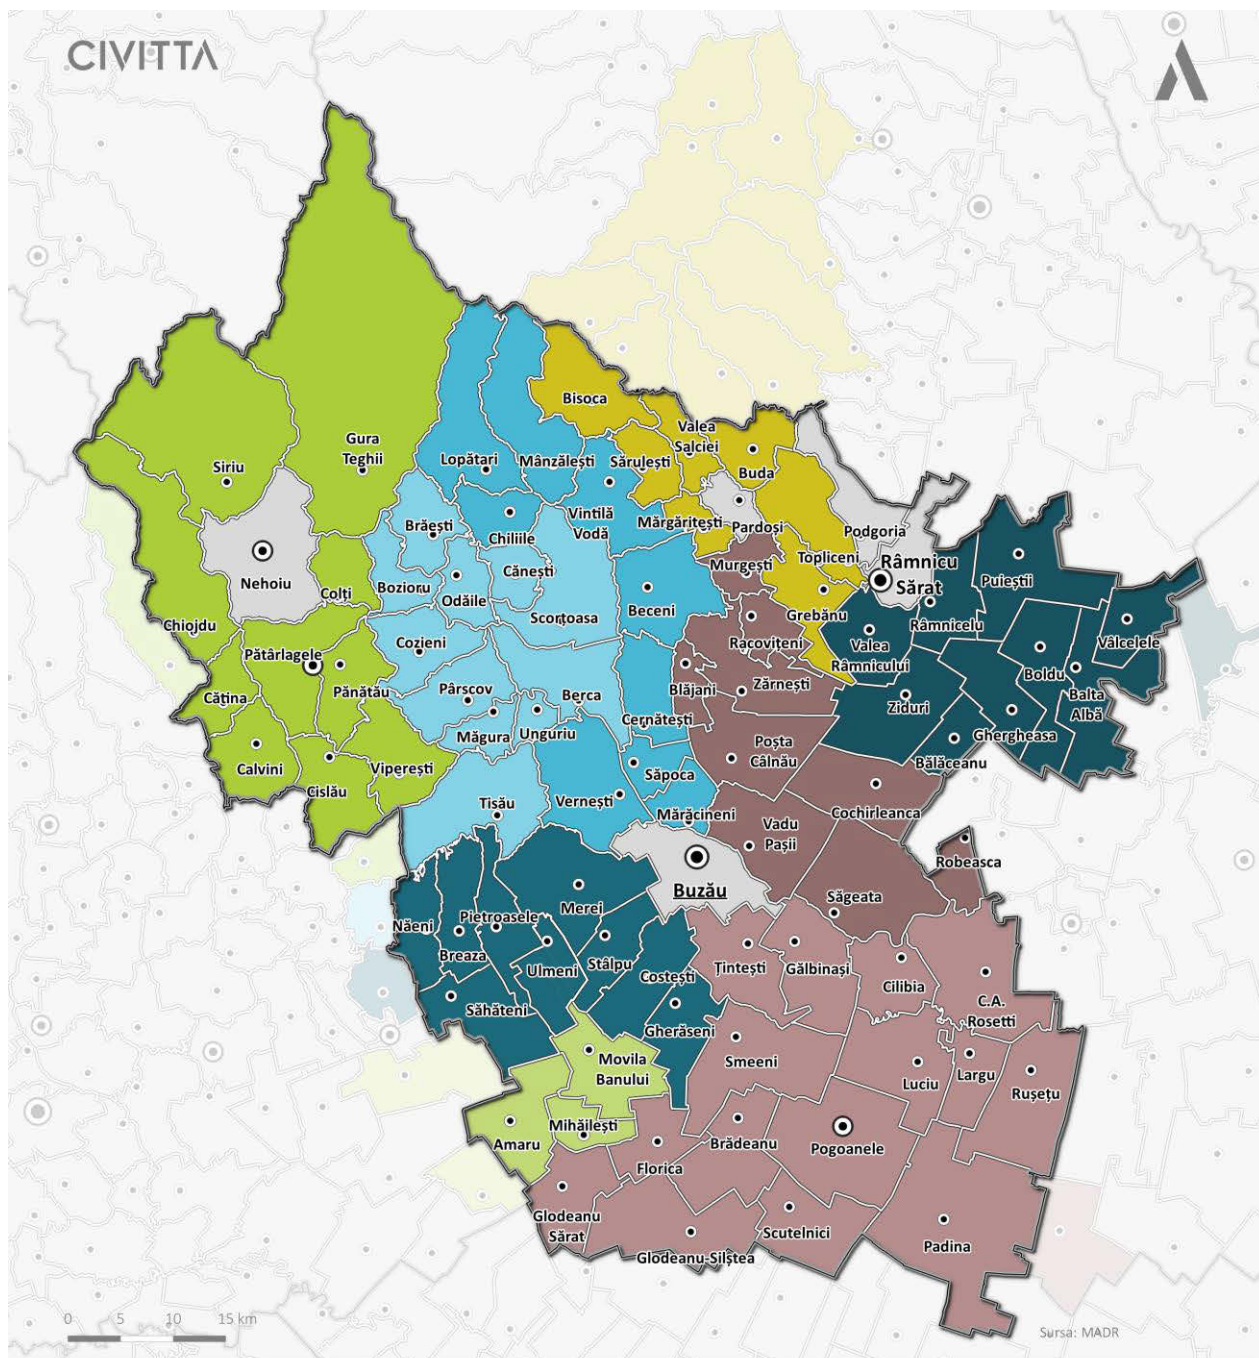 CIVITTA
Bisoca
Valea
Salciei
Gura
Teghii
Siriu
Lopătari
Mânzălești
Sărulești
Buda
Vintilă
Vodă
Brăești
Chiliile
Mărgăritești
Pardoși
Podgoria
Nehoiu
Colți
Bozioru
Odăile
Cănești
Scorțoasa
Murgești
Topliceni
Râmnicu
Sărat
Puieștii
Beceni
Grebănu
Râmnicelu
Chiojdu
Cozieni
Racovițeni
Valea
Râmnicului
Vâlcelele
Pătârlagele
Pănătău
Pârscov
Berca
Blăjani
Zărnești
Boldu
Balta
Albă
Cătina
Măgura
Unguriu
Cernătești
Ziduri
Ghergheasa
Calvini
Viperești
Poșta
Câlnău
Bălăceanu
Cislău
Tisău
Vernești
Săpoca
Mărăcineni
Vadu
Pașii
Cochirleanca
Robeasca
Buzău
Săgeata
Năeni
Pietroasele
Merei
Breaza
Ulmeni
Stâlpu
Costești
Țintești
Gălbinași
Cilibia
C.A.
Rosetti
Săhăteni
Gherăseni
Movila
Banului
Smeeni
Luciu
Largu
Rușețu
Amaru
Mihăilești
Florica
Brădeanu
Pogoanele
Glodeanu
Sărat
Glodeanu-Silștea
Scutelnici
Padina
0 5 10 15 km
Sursa: MADR